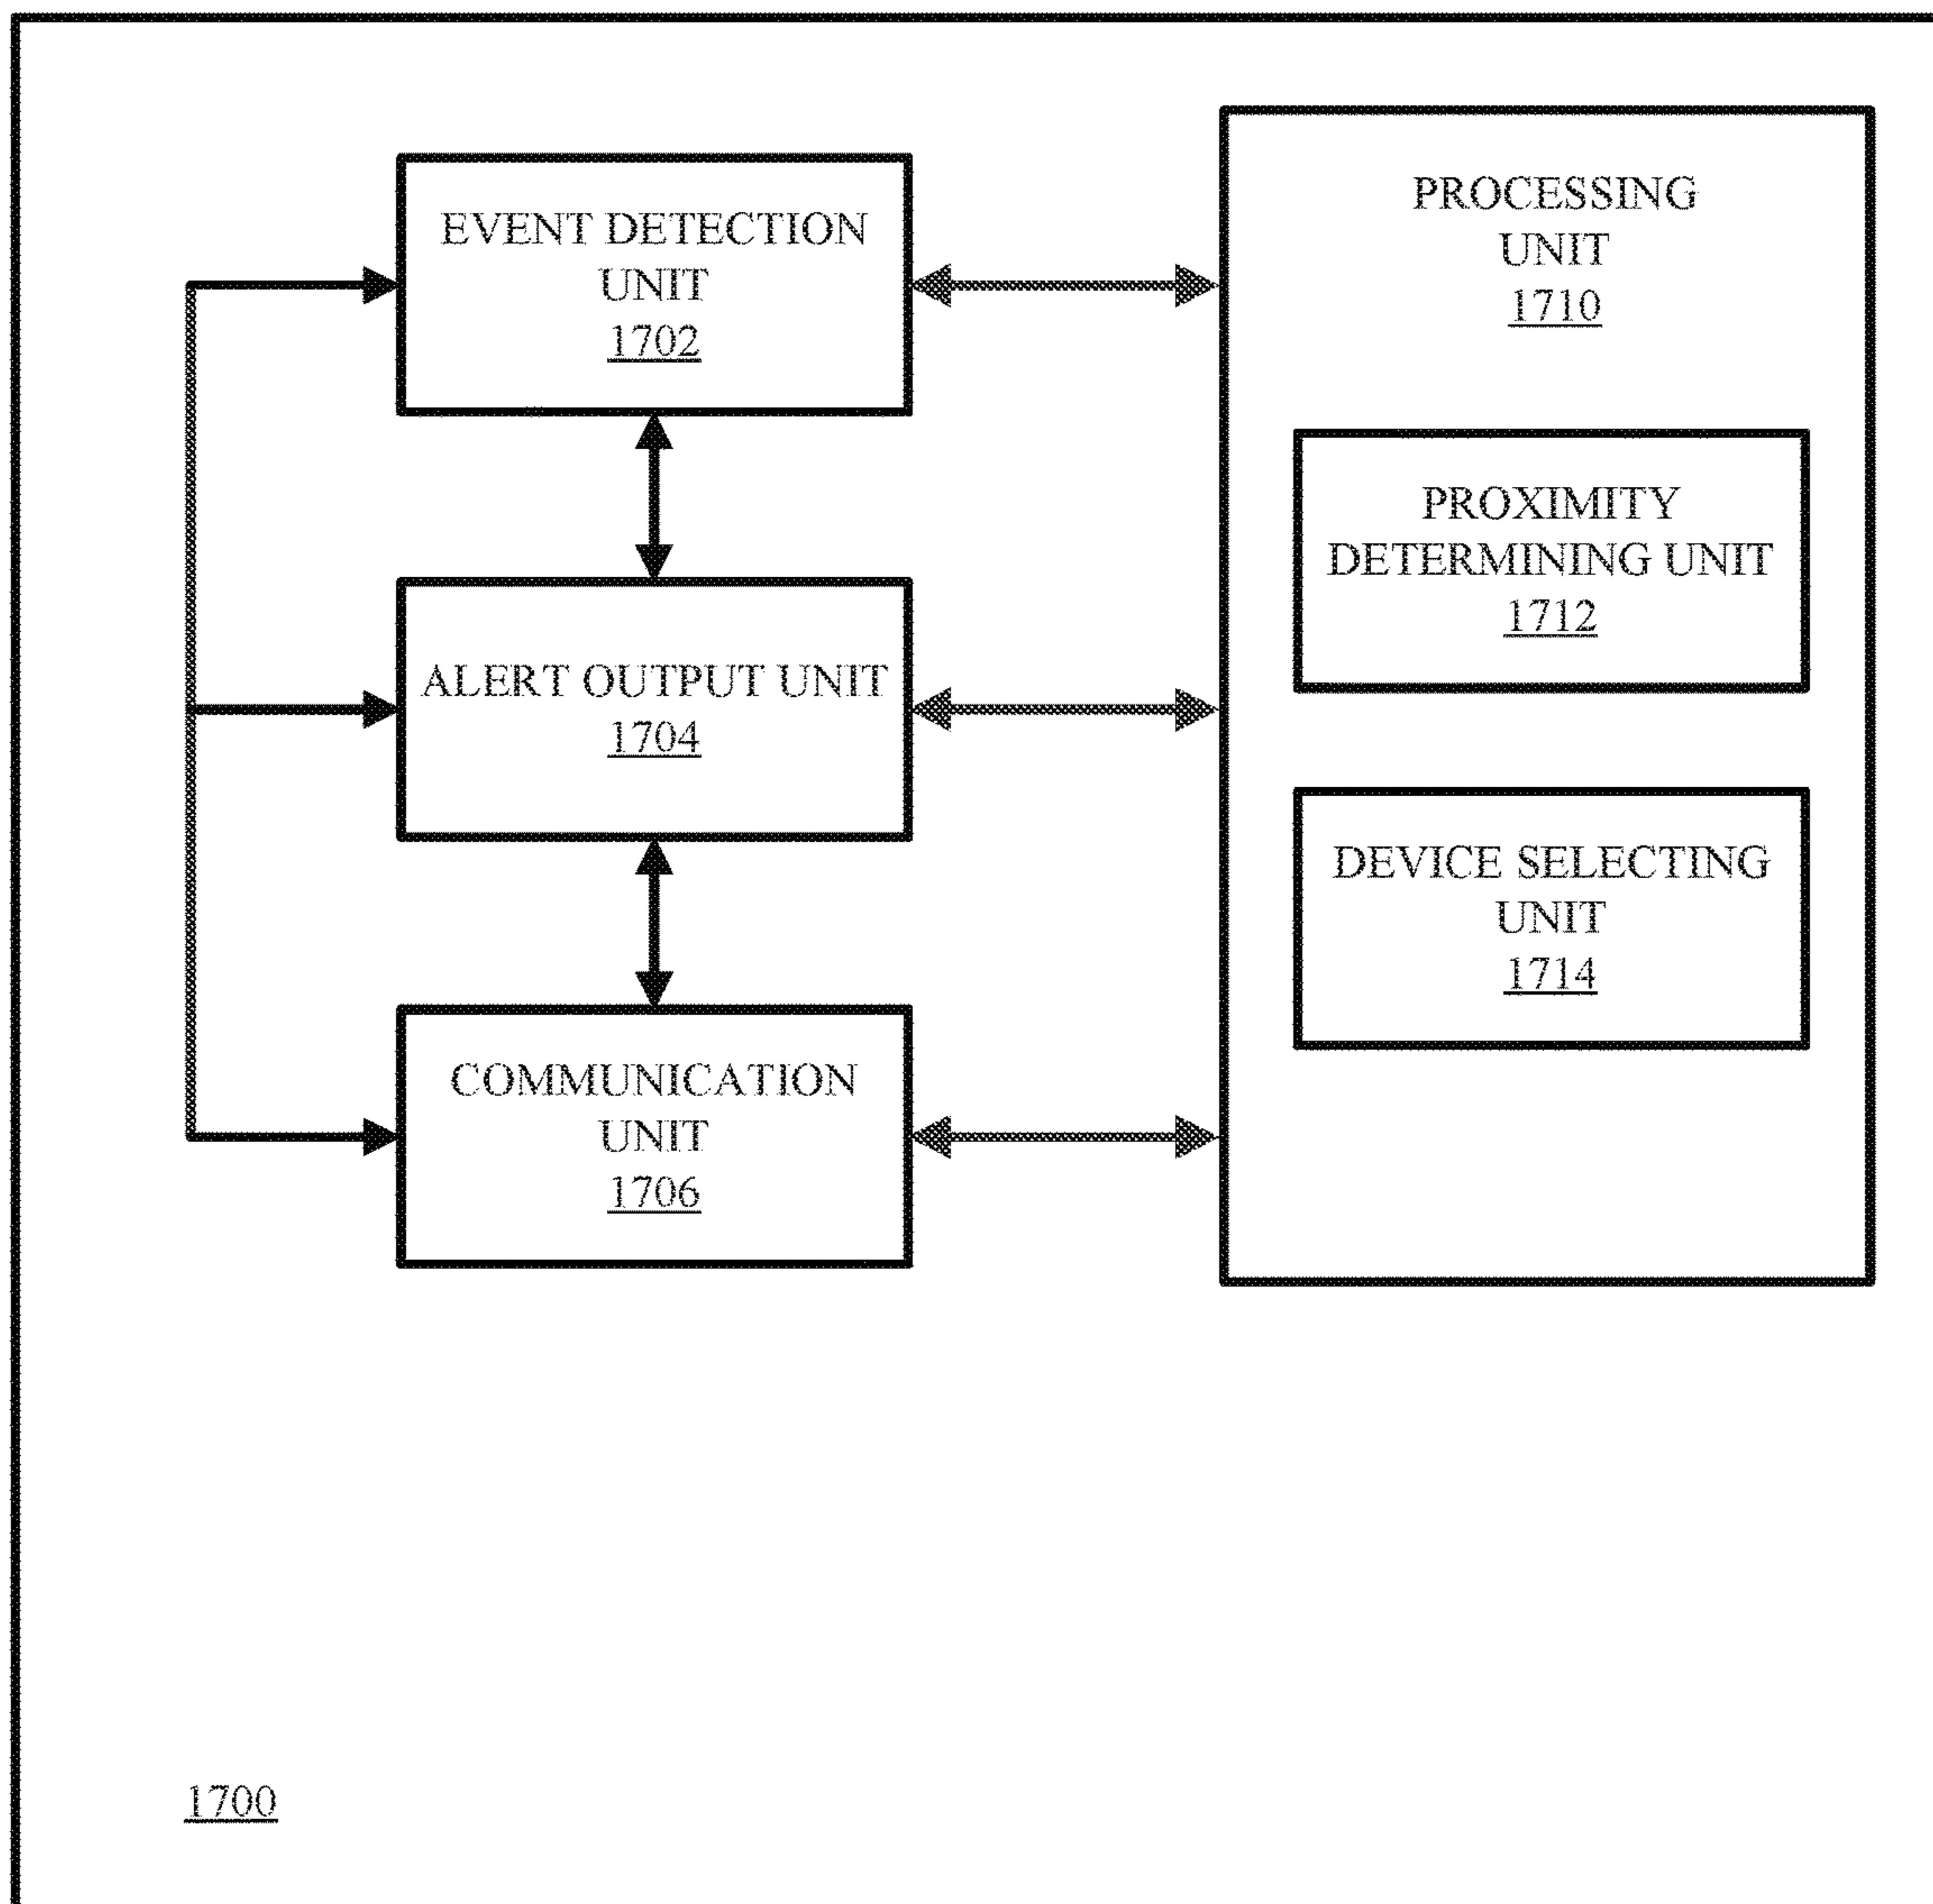 EVENT DETECTION
UNIT
1702
ALERT OUTPUT UNIT
1704
COMMUNICATION
UNIT
1706
PROCESSING
UNIT
1710
PROXIMITY
DETERMINING UNIT
1712
DEVICE SELECTING
UNIT
1714
1700